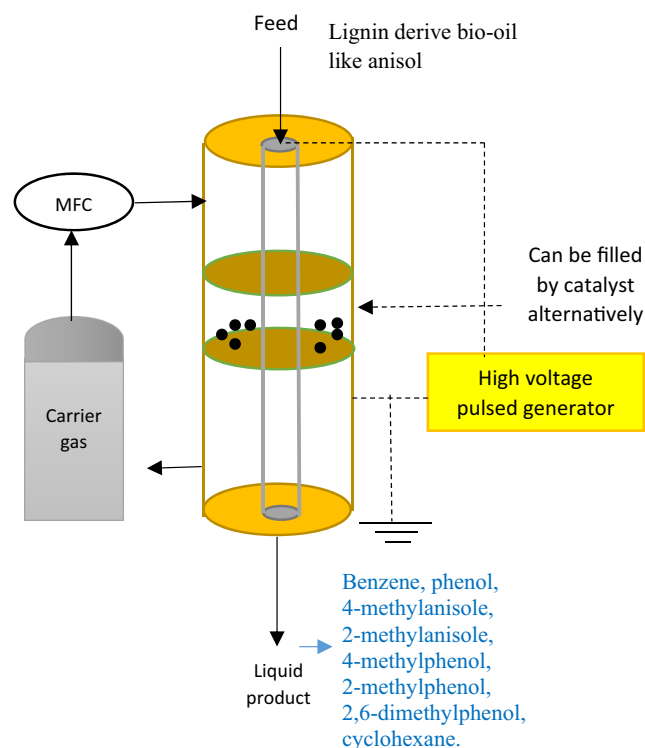 Feed
Lignin derive bio-oil
like anisol
MFC
Can be filled
by catalyst
alternatively
High voltage
pulsed generator
Carrier
gas
Benzene, phenol,
4-methylanisole,
2-methylanisole,
4-methylphenol,
2-methylphenol,
2,6-dimethylphenol,
cyclohexane.
Liquid
product